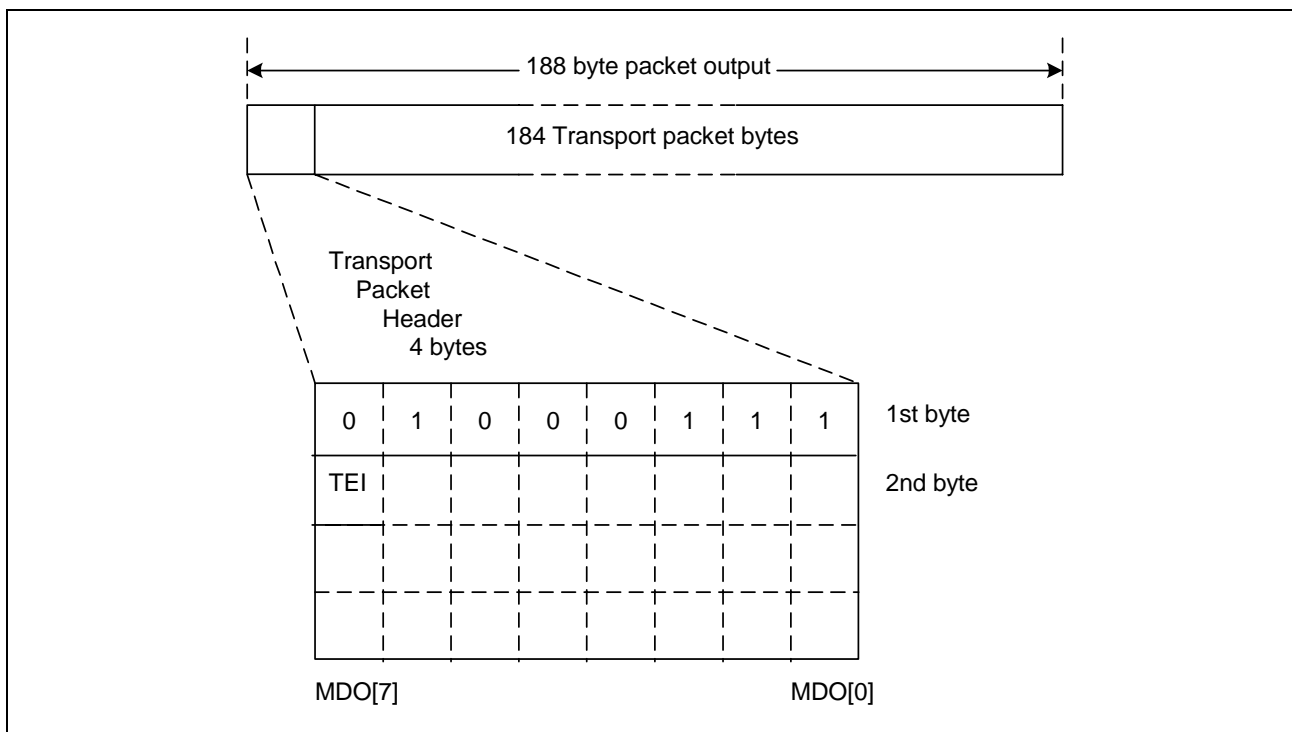 188 byte packet output
184 Transport packet bytes
Transport
Packet
Header
4 bytes
0 1 0 0 0 1 1 1 1st byte
TEI 2nd byte
MDO[7] MDO[0]